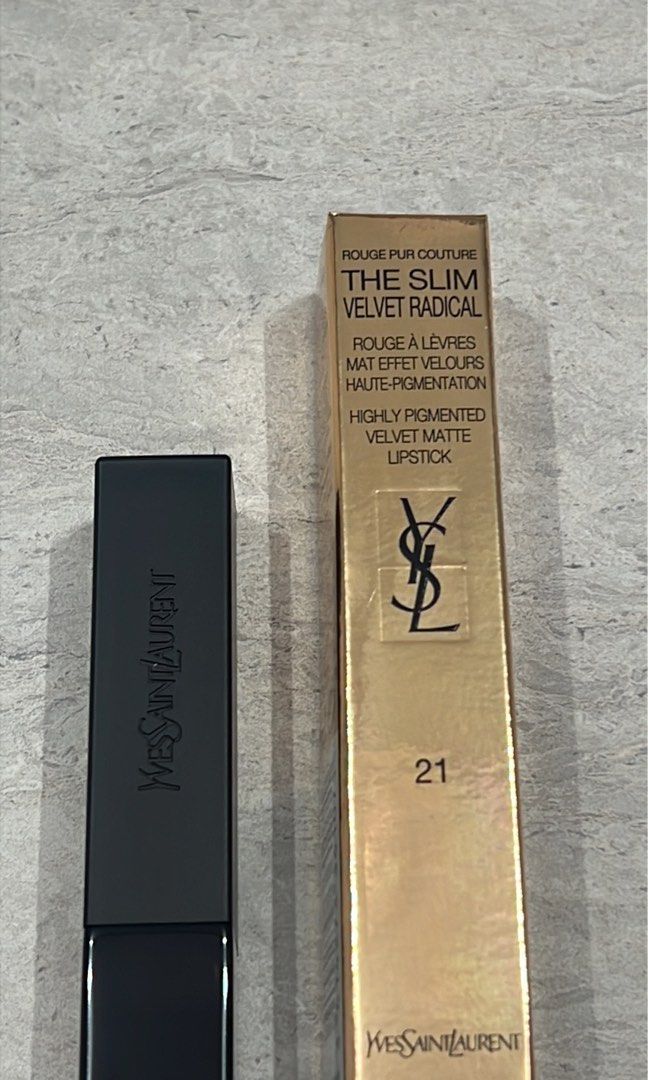 ROUGE PUR COUTURE
THE SLIM
VELVET RADICAL
ROUGE À LÈVRES
MAT EFFET VELOURS
HAUTE-PIGMENTATION
HIGHLY PIGMENTED
VELVET MATTE
LIPSTICK
YSL
21
YVESSAINTLAURENT
YVESSAINTLAURENT